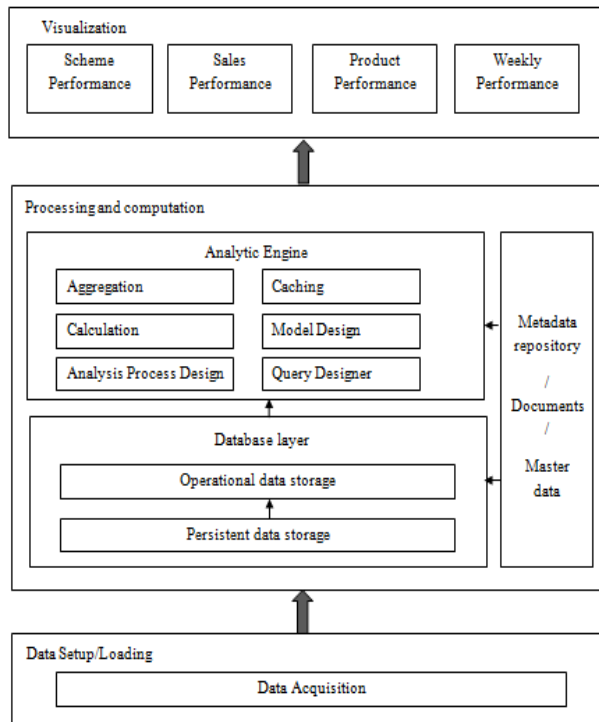 Visualization
Scheme
Performance
Sales
Performance
Product
Performance
Weekly
Performance
Processing and computation
Analytic Engine
Aggregation
Caching
Calculation
Model Design
Analysis Process Design
Query Designer
Metadata
repository
/
Documents
/
Master
data
Database layer
Operational data storage
Persistent data storage
Data Setup/Loading
Data Acquisition